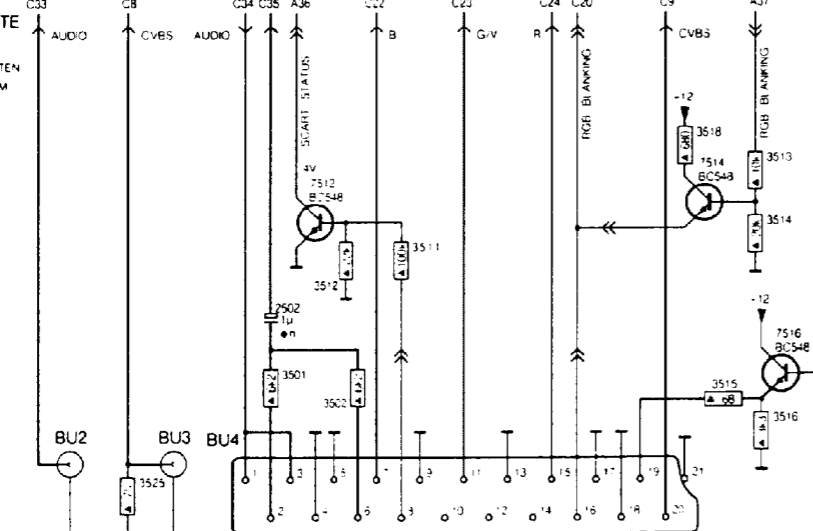 C33 C8 C34 C35 A36 C22 C23 C24 C20 C9 A37
TE AUDIO CVBS AUDIO B G/V R CVBS
TEN
M
SCART STATUS
RGB BLANKING
RGB BLANKING
-12
680
3518
10k
3513
7514
BC548
3514
4V
7512
BC548
3511
100k
3512
2502
1µ
n
-12
7516
BC548
3501
3502
3515
68
3516
BU2 BU3 BU4
3525
1 3 5 7 9 11 13 15 17 19 21
2 4 6 8 10 12 14 16 18 20